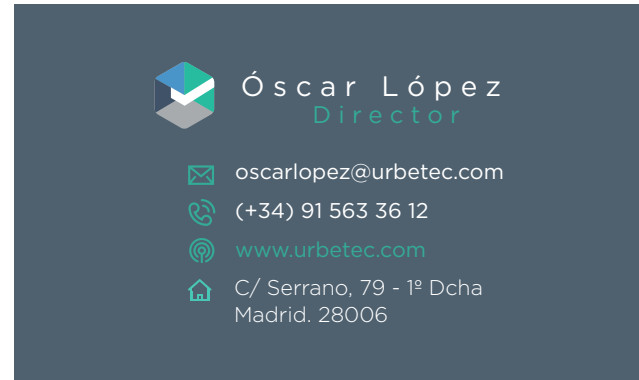 Óscar López
Director
oscarlopez@urbetec.com
(+34) 91 563 36 12
www.urbetec.com
C/ Serrano, 79 - 1º Dcha
Madrid. 28006